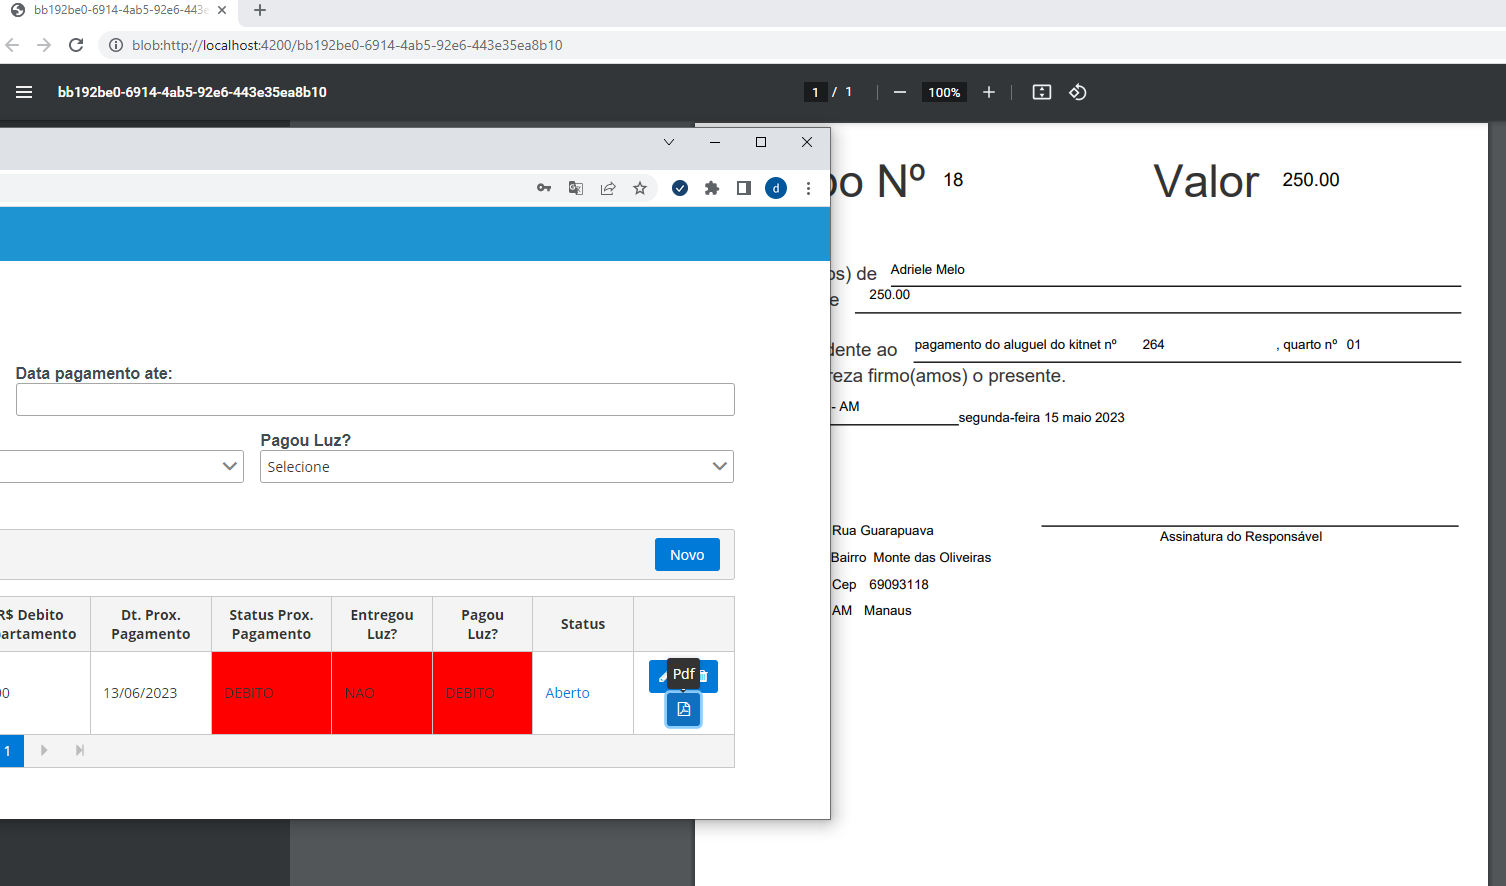 bb192be0-6914-4ab5-92e6-443e
blob:http://localhost:4200/bb192be0-6914-4ab5-92e6-443e35ea8b10
bb192be0-6914-4ab5-92e6-443e35ea8b10
1 / 1
100%
d
Nº 18
Valor 250.00
de Adriele Melo
250.00
ao pagamento do aluguel do kitnet nº 264 , quarto nº 01
firmo(amos) o presente.
- AM
segunda-feira 15 maio 2023
Rua Guarapuava
Assinatura do Responsável
Bairro Monte das Oliveiras
Cep 69093118
AM Manaus
Data pagamento ate:
Pagou Luz?
Selecione
Novo
R$ Debito
Dt. Prox. Pagamento
Status Prox. Pagamento
Entregou Luz?
Pagou Luz?
Status
13/06/2023
DEBITO
NAO
DEBITO
Aberto
Pdf
1